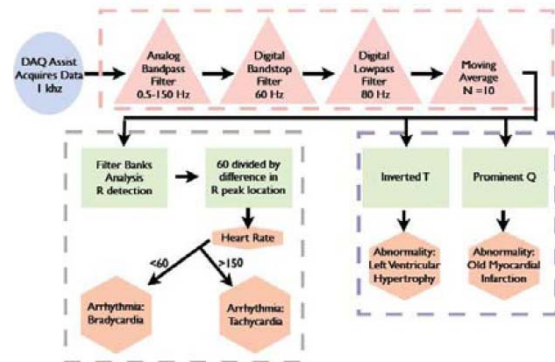 DAQ Assist
Acquires Data
1 khz
Analog
Bandpass
Filter
0.5-150 Hz
Digital
Bandstop
Filter
60 Hz
Digital
Lowpass
Filter
80 Hz
Moving
Average
N =10
Filter Banks
Analysis
R detection
60 divided by
difference in
R peak location
Inverted T
Prominent Q
Heart Rate
<60
>150
Abnormality:
Left Ventricular
Hypertrophy
Abnormality:
Old Myocardial
Infarction
Arrhythmia:
Bradycardia
Arrhythmia:
Tachycardia